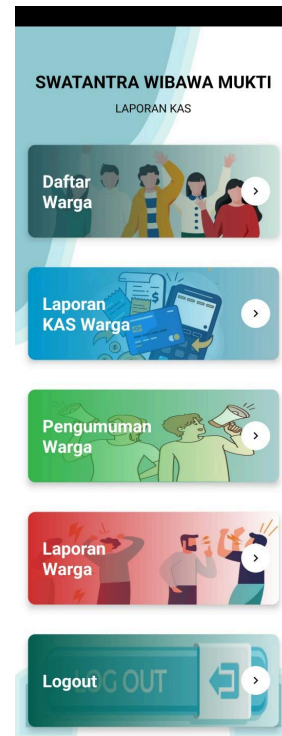 SWATANTRA WIBAWA MUKTI
LAPORAN KAS
Daftar
Warga
Laporan
KAS Warga
Pengumuman
Warga
Laporan
Warga
Logout
LOG OUT